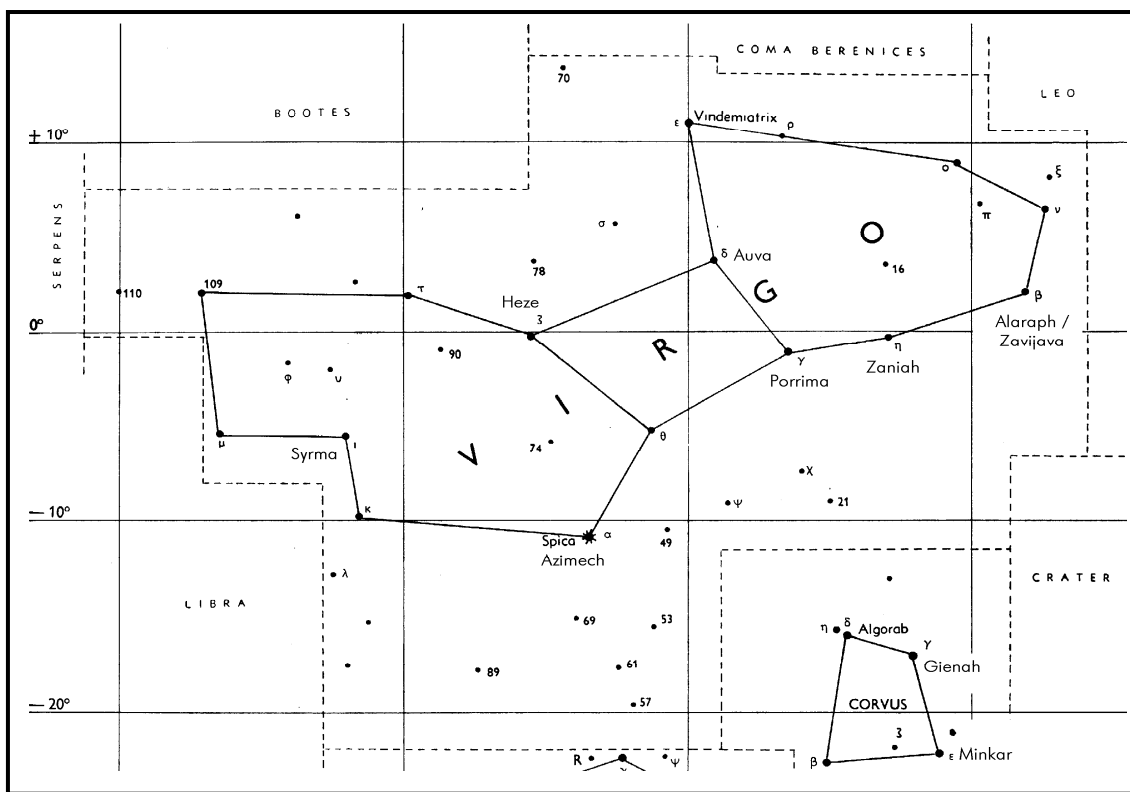 COMA BERENICES
70
LEO
BOOTES
ε Vindemiatrix
ρ
+10°
ο
ξ
π
ν
SERPENS
σ
O
δ Auva
78
16
G
110
109
τ
Heze
β
3
Alaraph /
Zavijava
0°
R
η
90
γ
Zaniah
Porrima
φ
υ
I
μ
ι
Syrma
74
θ
V
χ
κ
ψ
21
−10°
Spica
α
Azimech
49
λ
CRATER
LIBRA
69
53
η
δ
Algorab
γ
61
Gienah
89
57
−20°
CORVUS
3
R
γ
ψ
β
ε Minkar